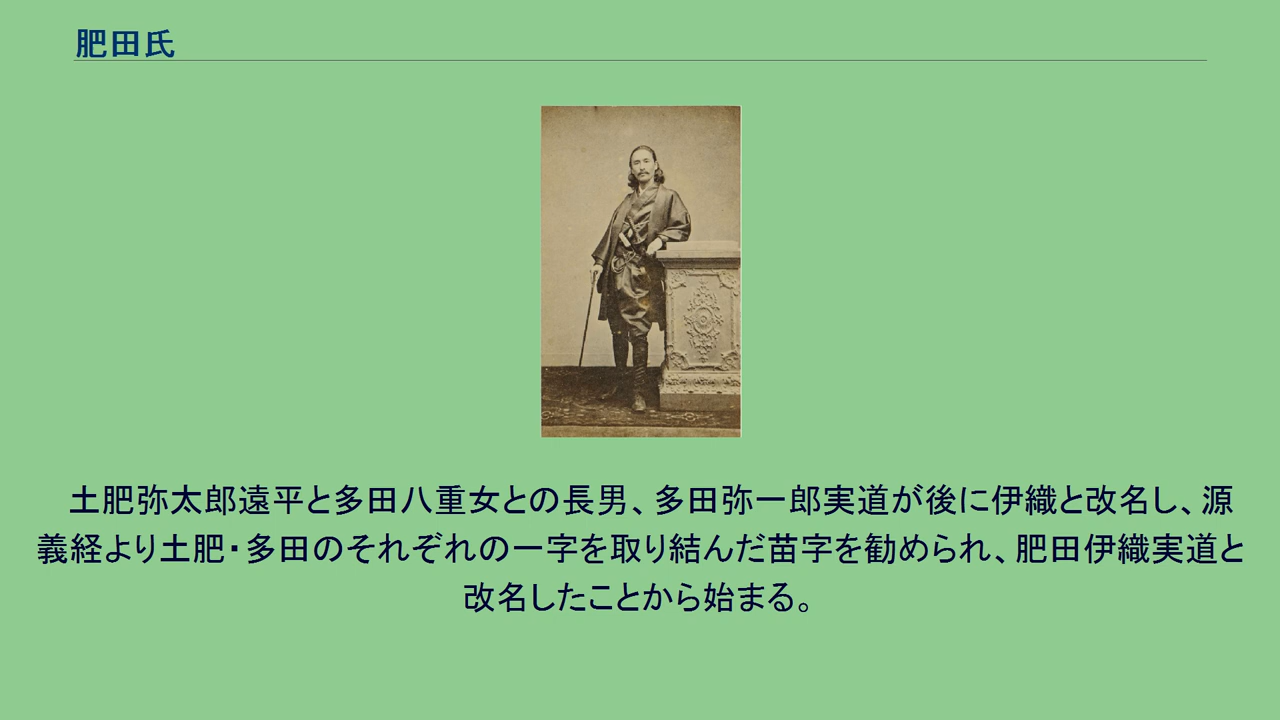 肥田氏
土肥弥太郎遠平と多田八重女との長男、多田弥一郎実道が後に伊織と改名し、源
義経より土肥・多田のそれぞれの一字を取り結んだ苗字を勧められ、肥田伊織実道と
改名したことから始まる。